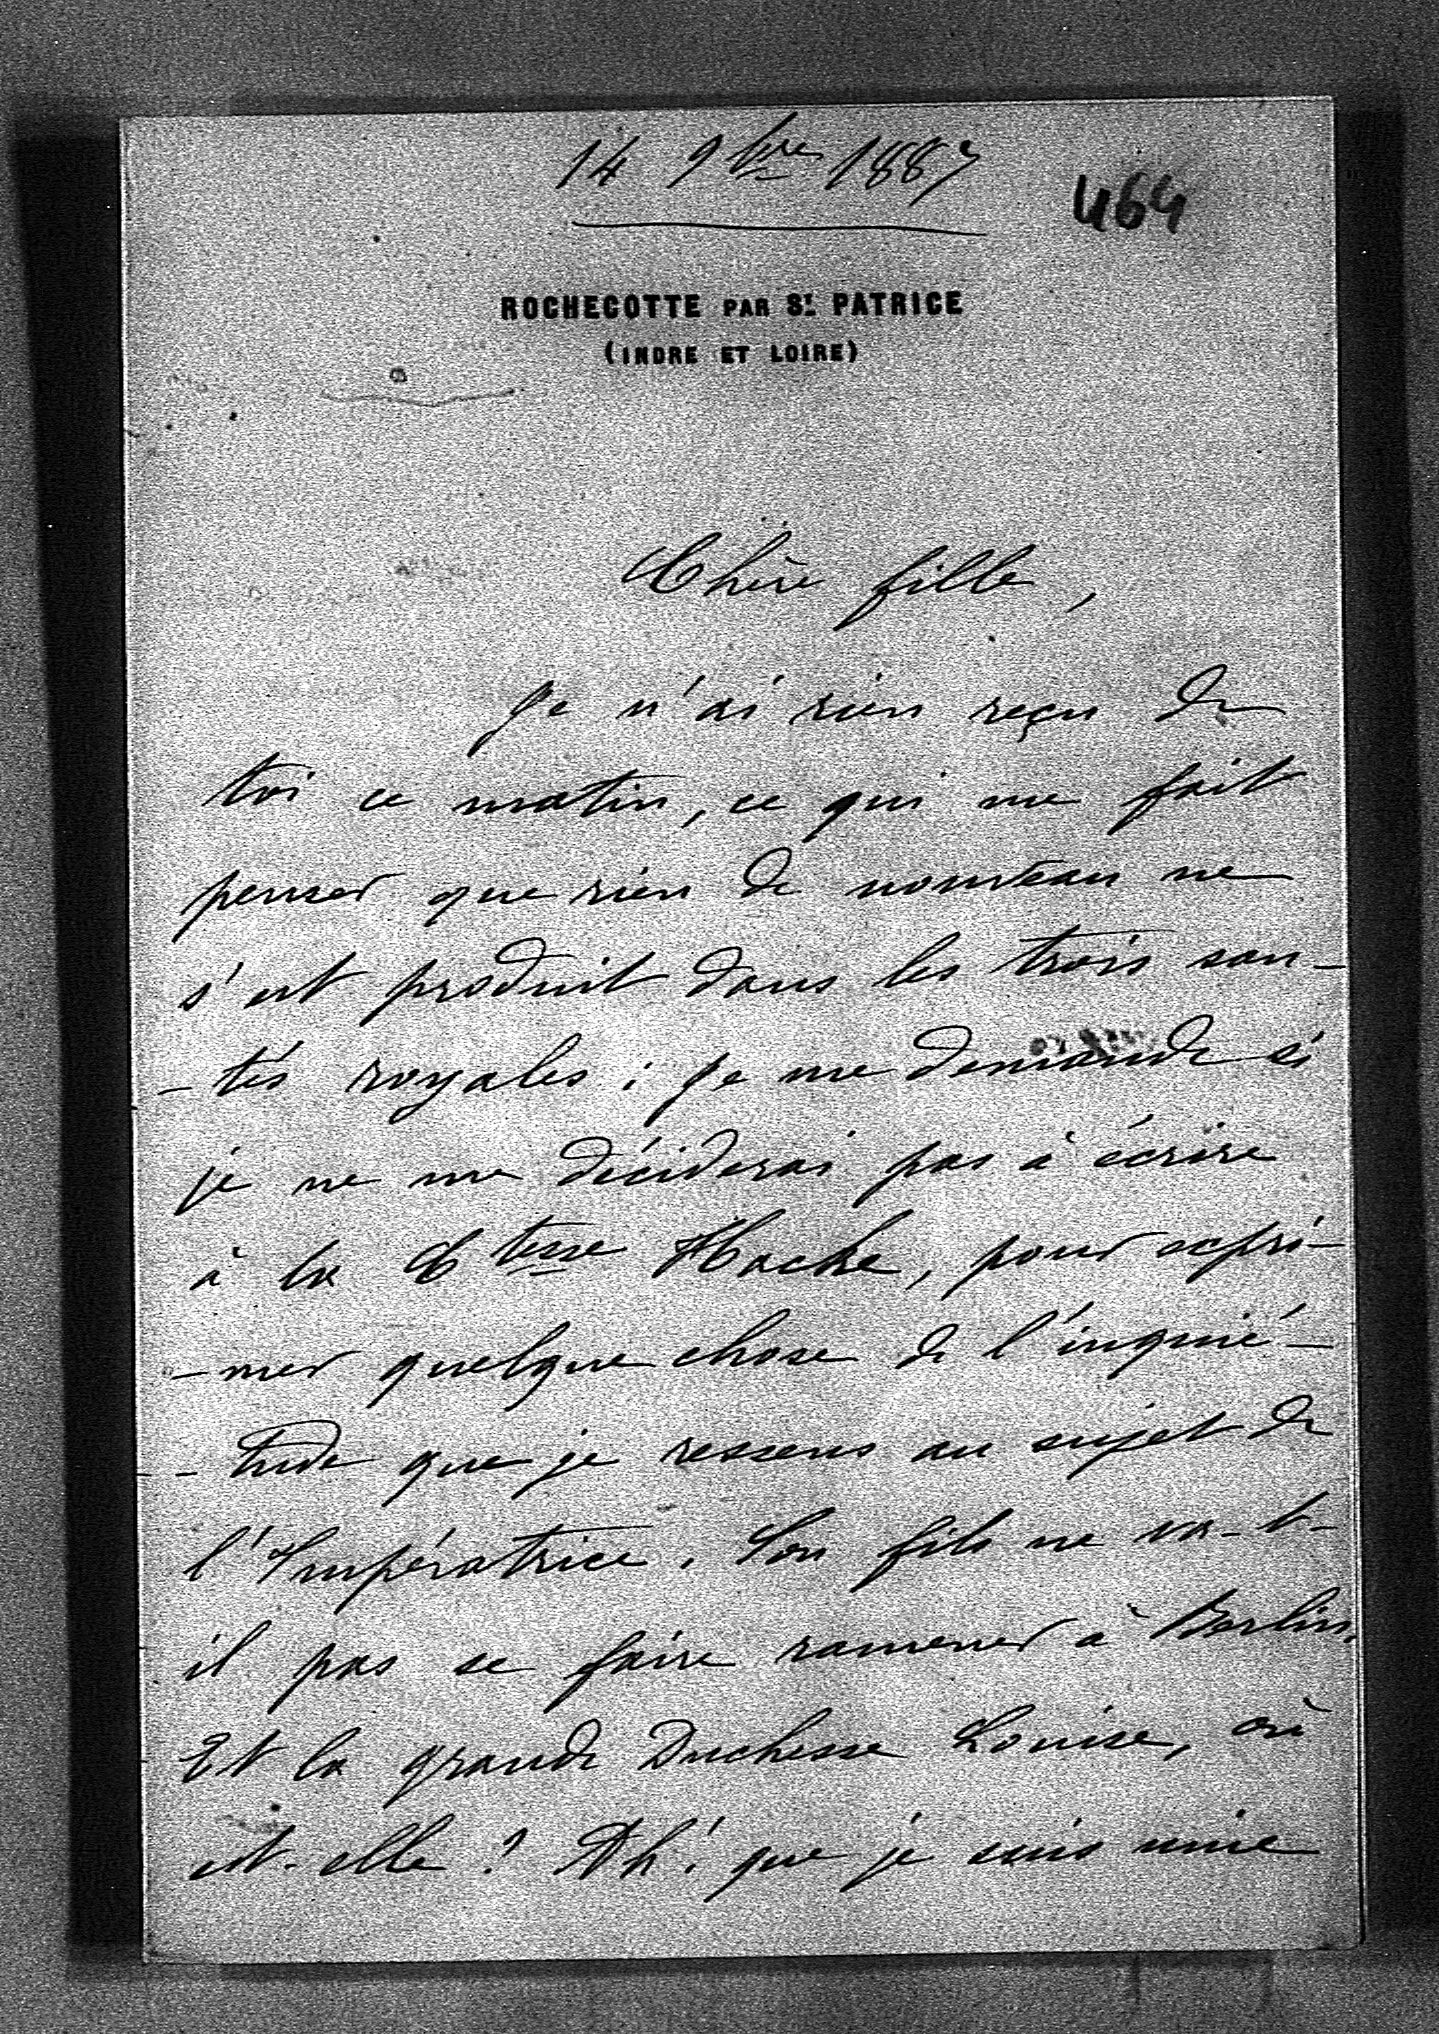 14 9bre 1887
464
ROCHECOTTE PAR ST. PATRICE
(INDRE ET LOIRE)
Chère fille,
Je n'ai rien reçu de
toi ce matin, ce qui me fait
penser que rien de nouveau ne
s'est produit dans les trois san-
-tés royales ; je me demande si
je ne me déciderai pas à écrire
à la Ctesse Hacke, pour expri-
-mer quelque chose de l'inquié-
-tude que je ressens au sujet de
l'Impératrice. Son fils ne va-t-
il pas se faire ramener à Berlin.
Et la grande Duchesse Louise, où
est-elle ? Ah! que je suis unie